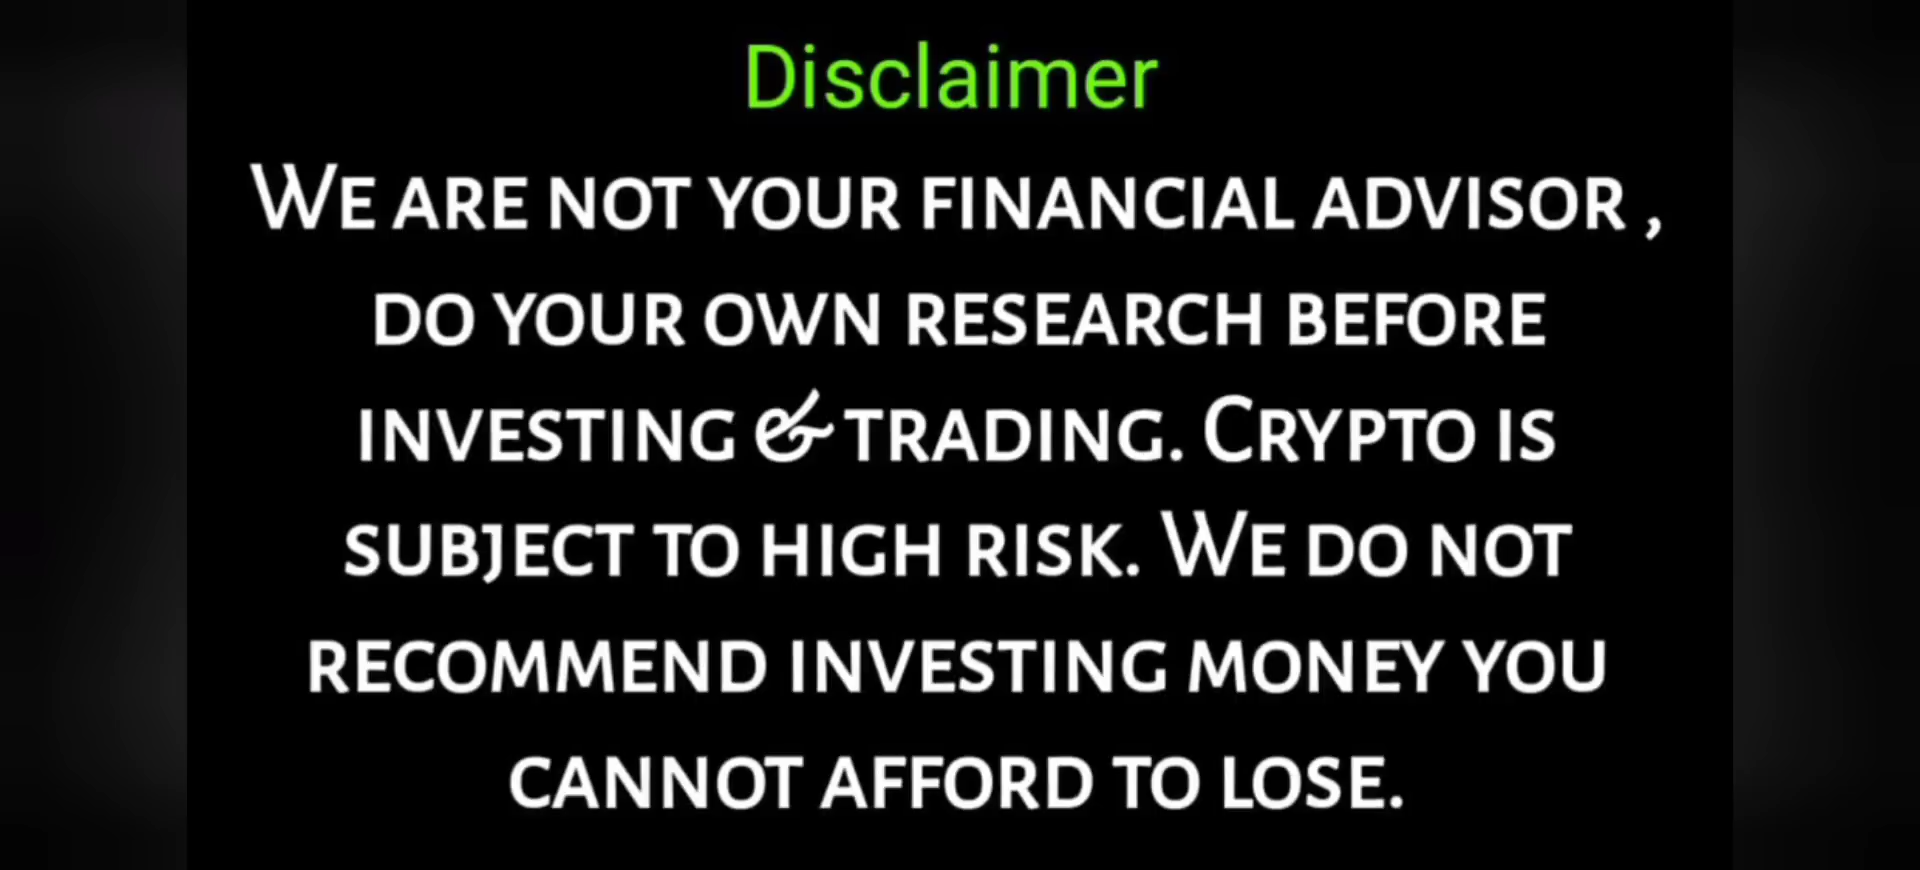 Disclaimer
We are not your financial advisor ,
do your own research before
investing & trading. Crypto is
subject to high risk. We do not
recommend investing money you
cannot afford to lose.